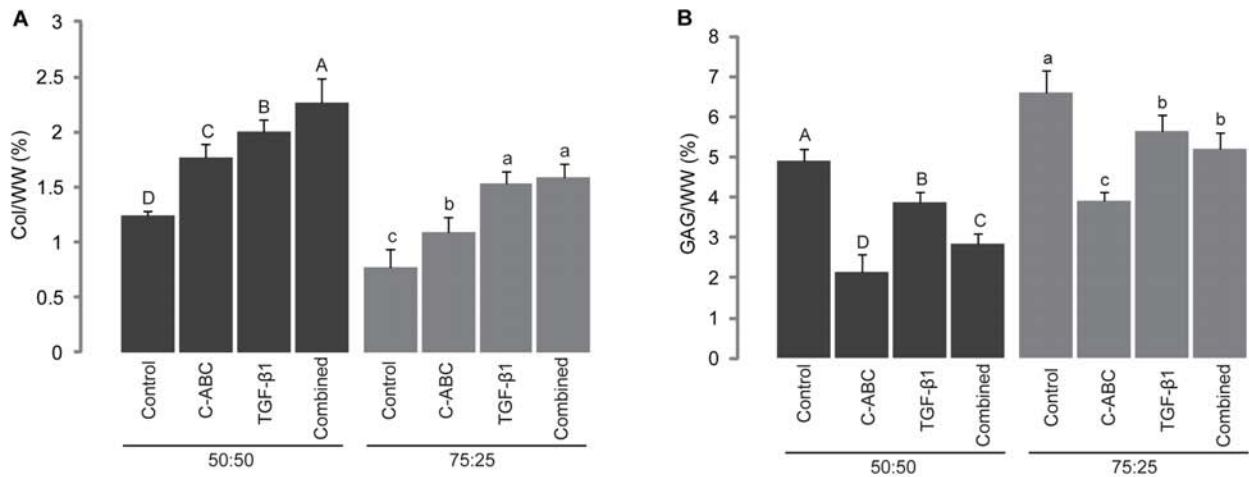 A
Col/WW (%)
3
2.5
2
1.5
1
0.5
0
D
C
B
A
c
b
a
a
Control
C-ABC
TGF-β1
Combined
Control
C-ABC
TGF-β1
Combined
50:50
75:25
B
GAG/WW (%)
8
7
6
5
4
3
2
1
0
A
D
B
C
a
c
b
b
Control
C-ABC
TGF-β1
Combined
Control
C-ABC
TGF-β1
Combined
50:50
75:25